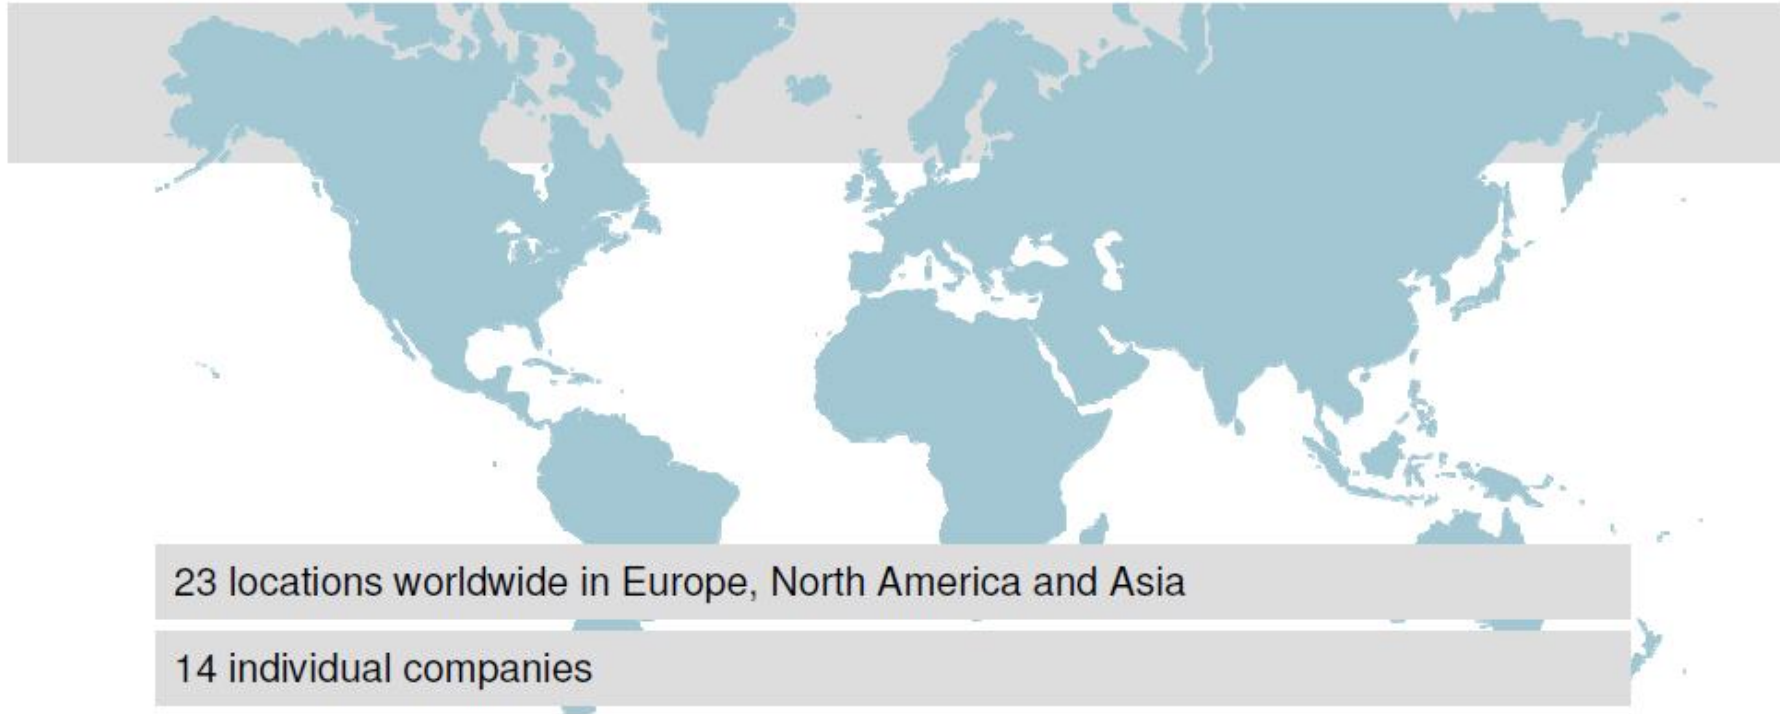 23 locations worldwide in Europe, North America and Asia
14 individual companies